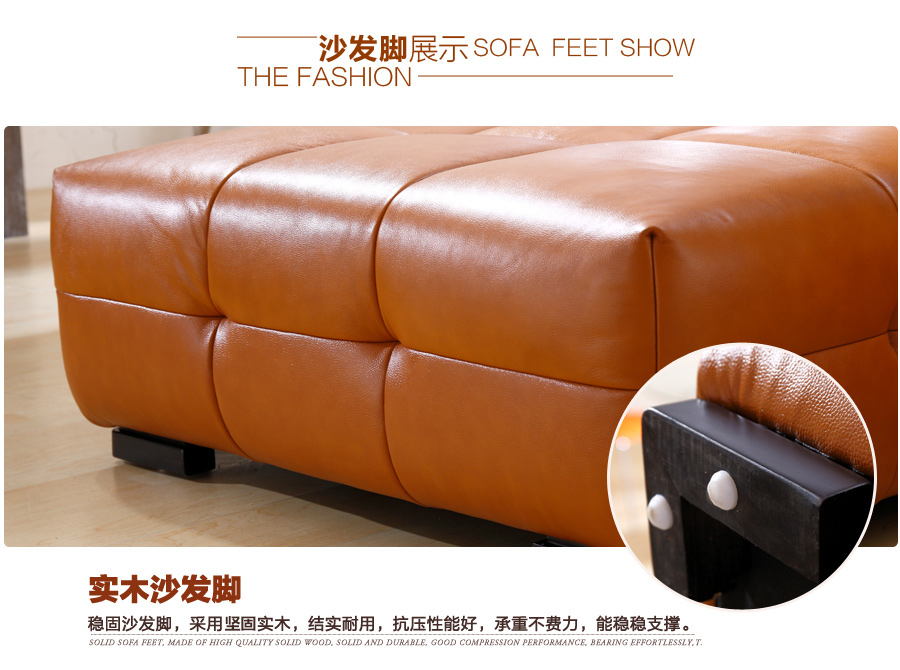 沙发脚展示 SOFA FEET SHOW
THE FASHION
实木沙发脚
稳固沙发脚，采用坚固实木，结实耐用，抗压性能好，承重不费力，能稳稳支撑。
SOLID SOFA FEET, MADE OF HIGH QUALITY SOLID WOOD, SOLID AND DURABLE, GOOD COMPRESSION PERFORMANCE, BEARING EFFORTLESSLY,T.